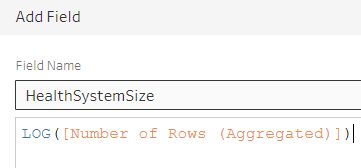 Add Field
Field Name
HealthSystemSize
LOG([Number of Rows (Aggregated)])